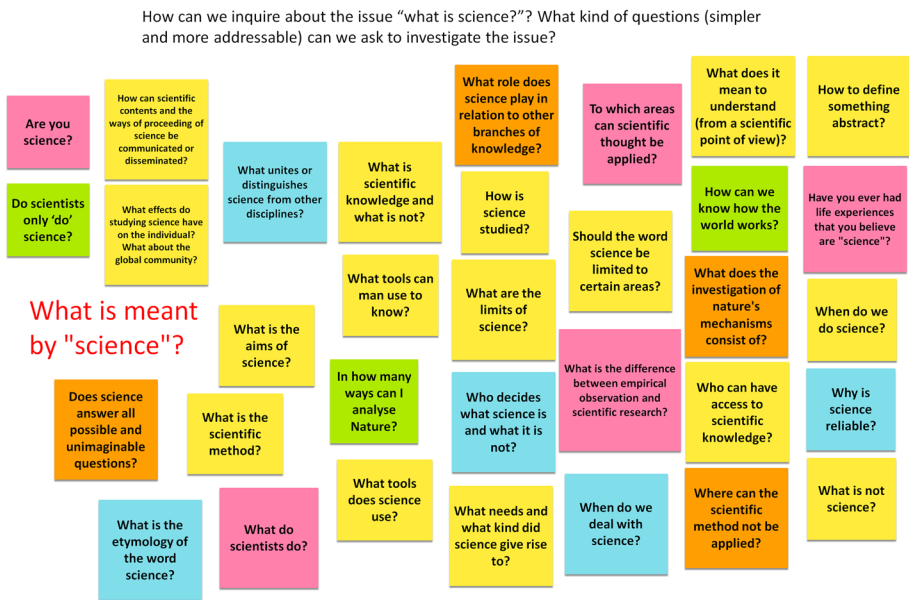 How can we inquire about the issue “what is science?”? What kind of questions (simpler
and more addressable) can we ask to investigate the issue?
Are you
science?
How can scientific
contents and the
ways of proceeding of
science be
communicated or
disseminated?
Do scientists
only ‘do’
science?
What effects do
studying science have
on the individual?
What about the
global community?
What unites or
distinguishes
science from other
disciplines?
What is
scientific
knowledge and
what is not?
What role does
science play in
relation to other
branches of
knowledge?
How is
science
studied?
To which areas
can scientific
thought be
applied?
What does it
mean to
understand
(from a scientific
point of view)?
How to define
something
abstract?
How can we
know how the
world works?
Have you ever had
life experiences
that you believe
are "science"?
Should the word
science be
limited to
certain areas?
What tools can
man use to
know?
What are the
limits of
science?
What does the
investigation of
nature's
mechanisms
consist of?
When do we
do science?
What is meant
by "science"?
What is the
aims of
science?
In how many
ways can I
analyse
Nature?
What is the difference
between empirical
observation and
scientific research?
Who decides
what science is
and what it is
not?
Who can have
access to
scientific
knowledge?
Why is
science
reliable?
Does science
answer all
possible and
unimaginable
questions?
What is the
scientific
method?
What tools
does science
use?
What needs and
what kind did
science give rise
to?
When do we
deal with
science?
Where can the
scientific
method not be
applied?
What is not
science?
What is the
etymology of
the word
science?
What do
scientists do?